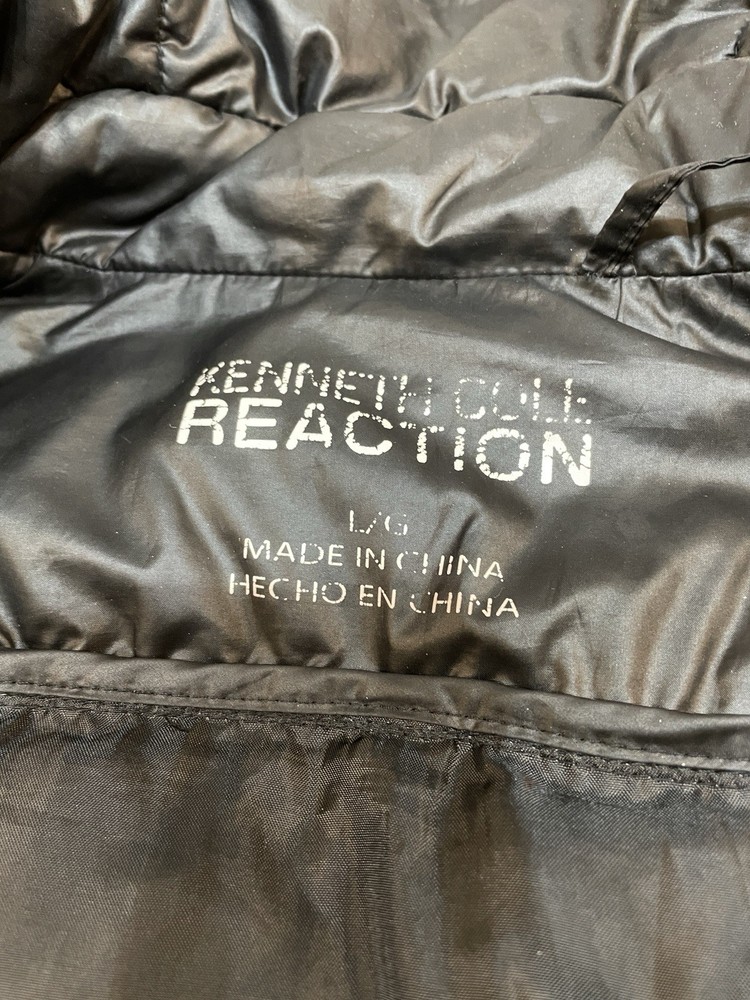 KENNETH COLE
REACTION
L/G
MADE IN CHINA
HECHO EN CHINA